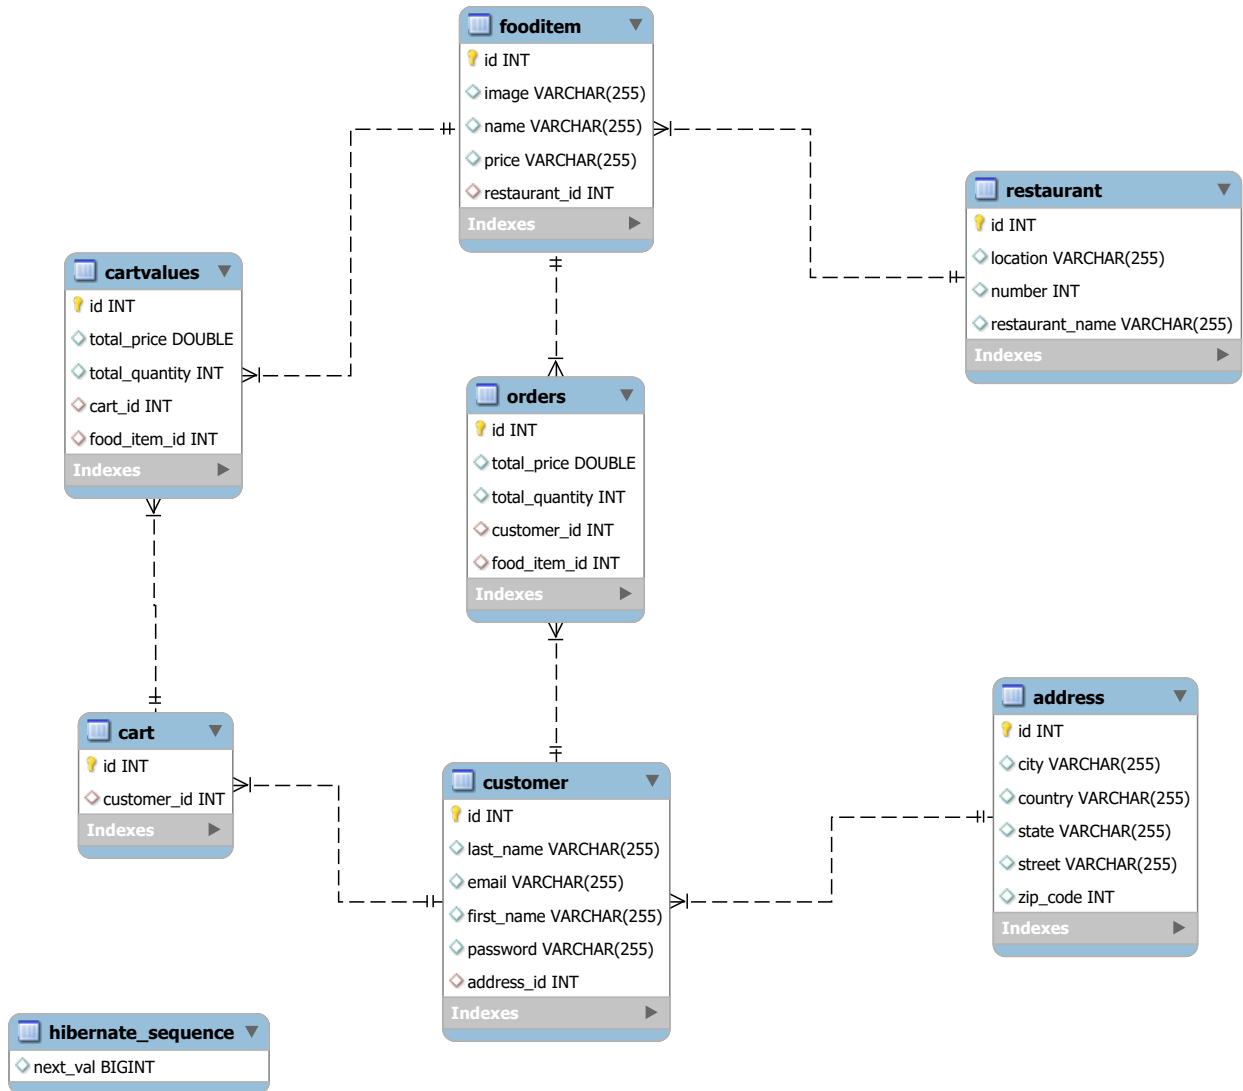 fooditem
id INT
image VARCHAR(255)
name VARCHAR(255)
price VARCHAR(255)
restaurant_id INT
Indexes
restaurant
id INT
location VARCHAR(255)
number INT
restaurant_name VARCHAR(255)
Indexes
cartvalues
id INT
total_price DOUBLE
total_quantity INT
cart_id INT
food_item_id INT
Indexes
orders
id INT
total_price DOUBLE
total_quantity INT
customer_id INT
food_item_id INT
Indexes
cart
id INT
customer_id INT
Indexes
customer
id INT
last_name VARCHAR(255)
email VARCHAR(255)
first_name VARCHAR(255)
password VARCHAR(255)
address_id INT
Indexes
address
id INT
city VARCHAR(255)
country VARCHAR(255)
state VARCHAR(255)
street VARCHAR(255)
zip_code INT
Indexes
hibernate_sequence
next_val BIGINT